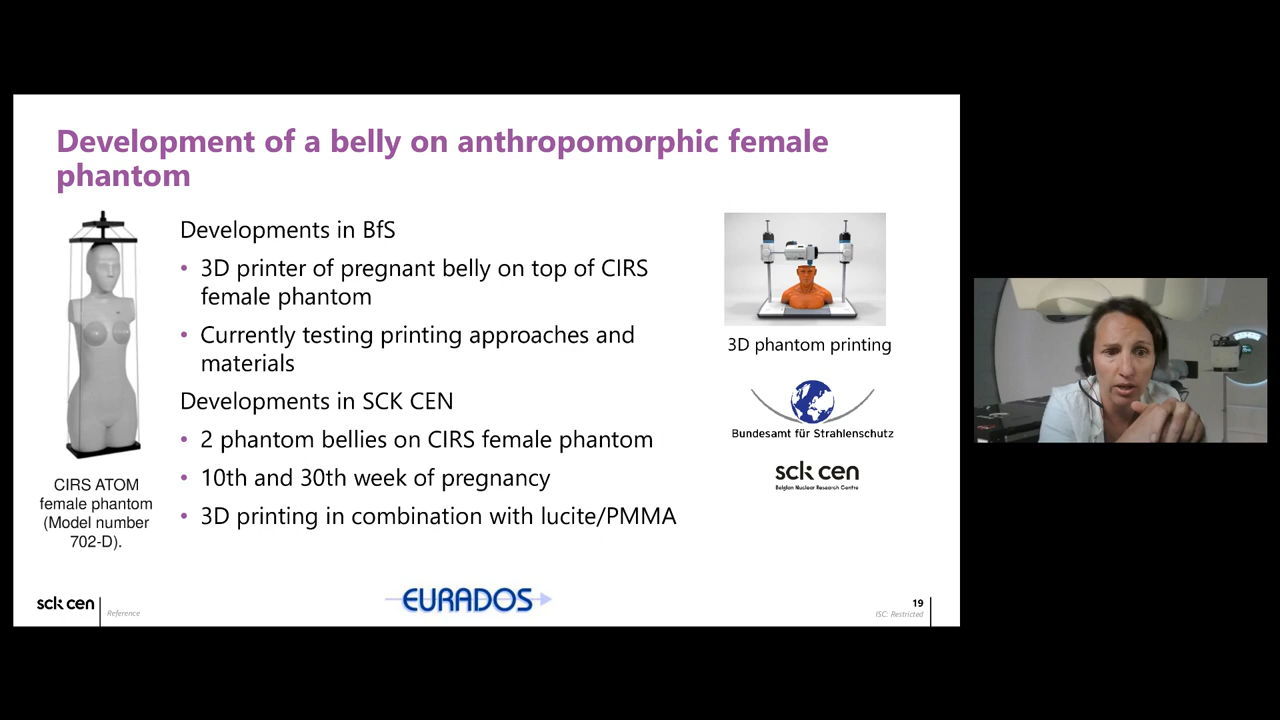 Development of a belly on anthropomorphic female
phantom
Developments in BfS
• 3D printer of pregnant belly on top of CIRS
female phantom
• Currently testing printing approaches and
materials
Developments in SCK CEN
• 2 phantom bellies on CIRS female phantom
• 10th and 30th week of pregnancy
• 3D printing in combination with lucite/PMMA
CIRS ATOM
female phantom
(Model number
702-D).
3D phantom printing
Bundesamt für Strahlenschutz
sck cen
Belgian Nuclear Research Centre
sck cen
Reference
EURADOS
19
ISC: Restricted